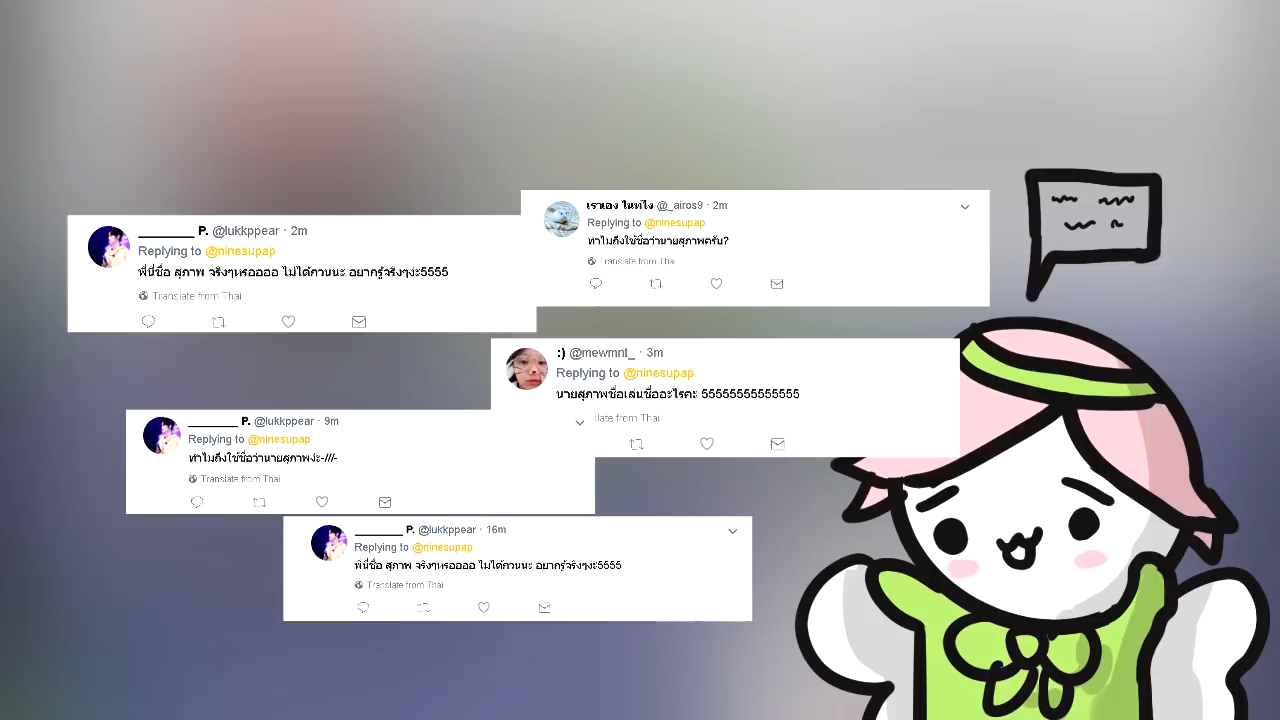 ________ P. @lukkppear · 2m
Replying to @ninesupap
พี่นี่ชื่อ สุภาพ จริงๆหรออออ ไม่ได้กวนนะ อยากรู้จริงๆง่ะ5555
Translate from Thai
เราเอง ใหม่ไง @_airos9 · 2m
Replying to @ninesupap
ทำไมถึงใช้ชื่อว่านายสุภาพครับ?
Translate from Thai
:) @mewmnt_ · 3m
Replying to @ninesupap
นายสุภาพชื่อเล่นชื่ออะไรคะ 55555555555555
late from Thai
________ P. @lukkppear · 9m
Replying to @ninesupap
ทำไมถึงใช้ชื่อว่านายสุภาพง่ะ-///-
Translate from Thai
________ P. @lukkppear · 16m
Replying to @ninesupap
พี่นี่ชื่อ สุภาพ จริงๆหรออออ ไม่ได้กวนนะ อยากรู้จริงๆง่ะ5555
Translate from Thai